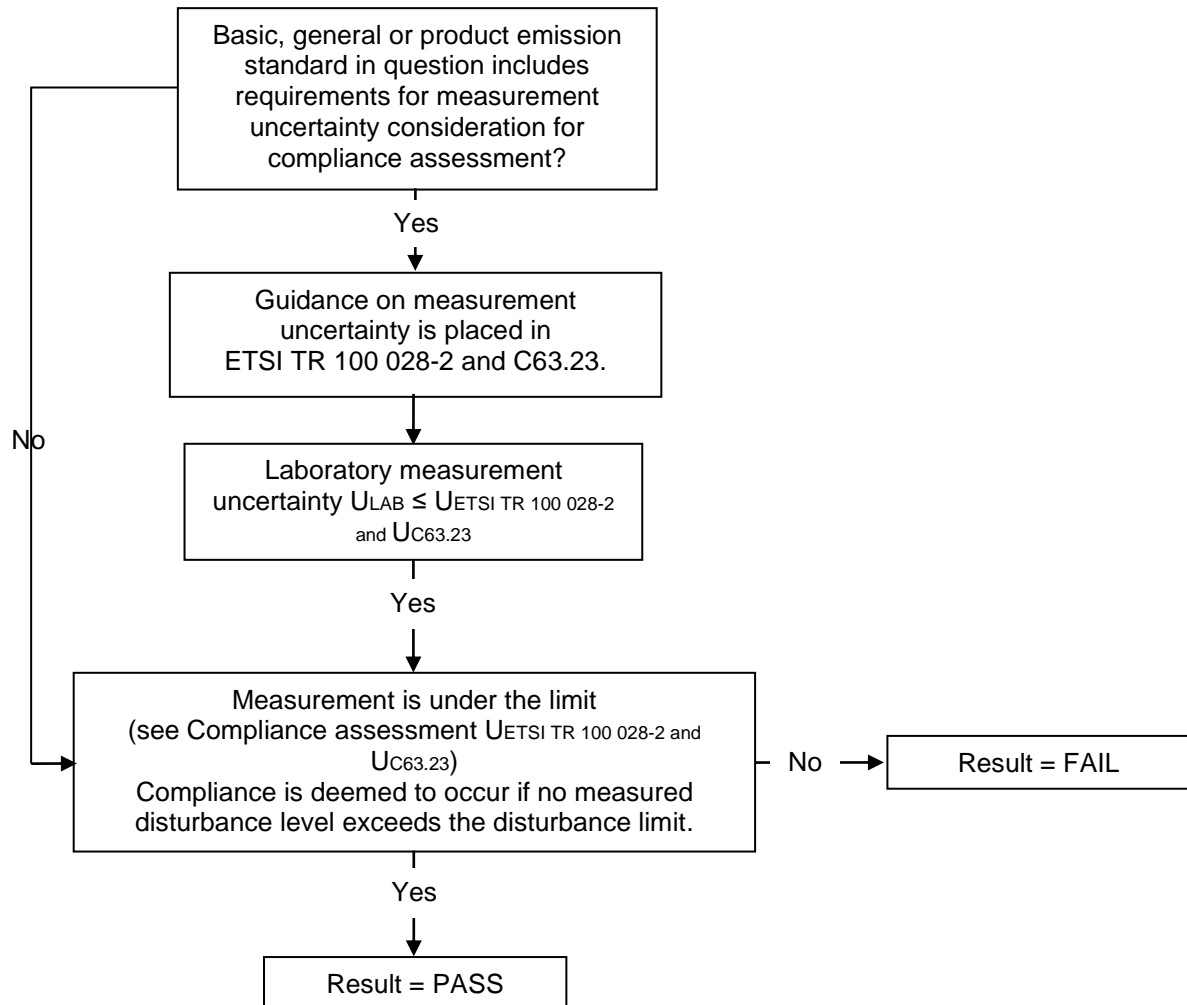 Basic, general or product emission
standard in question includes
requirements for measurement
uncertainty consideration for
compliance assessment?
Yes
Guidance on measurement
uncertainty is placed in
ETSI TR 100 028-2 and C63.23.
No
Laboratory measurement
uncertainty ULAB ≤ UETSI TR 100 028-2
and UC63.23
Yes
Measurement is under the limit
(see Compliance assessment UETSI TR 100 028-2 and
UC63.23)
Compliance is deemed to occur if no measured
disturbance level exceeds the disturbance limit.
No
Result = FAIL
Yes
Result = PASS